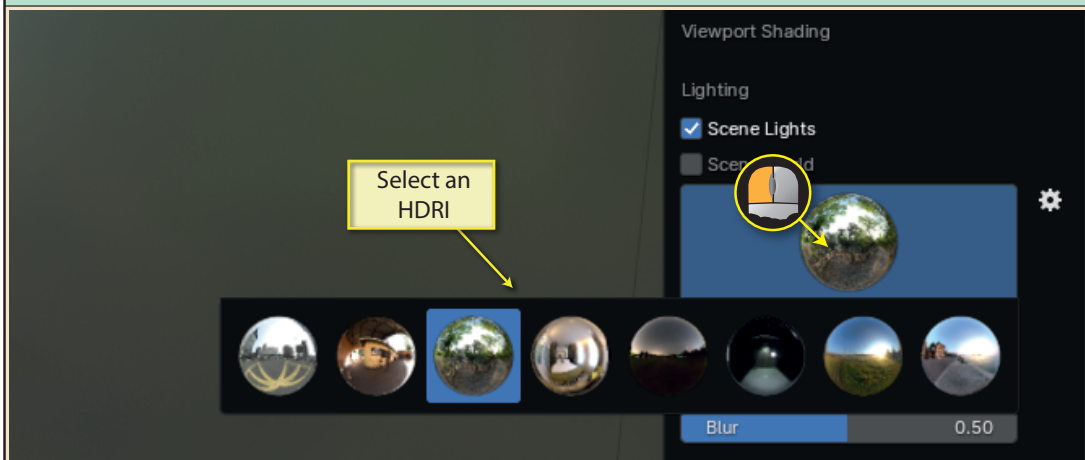 Viewport Shading
Lighting
Scene Lights
Select an
HDRI
Blur 0.50